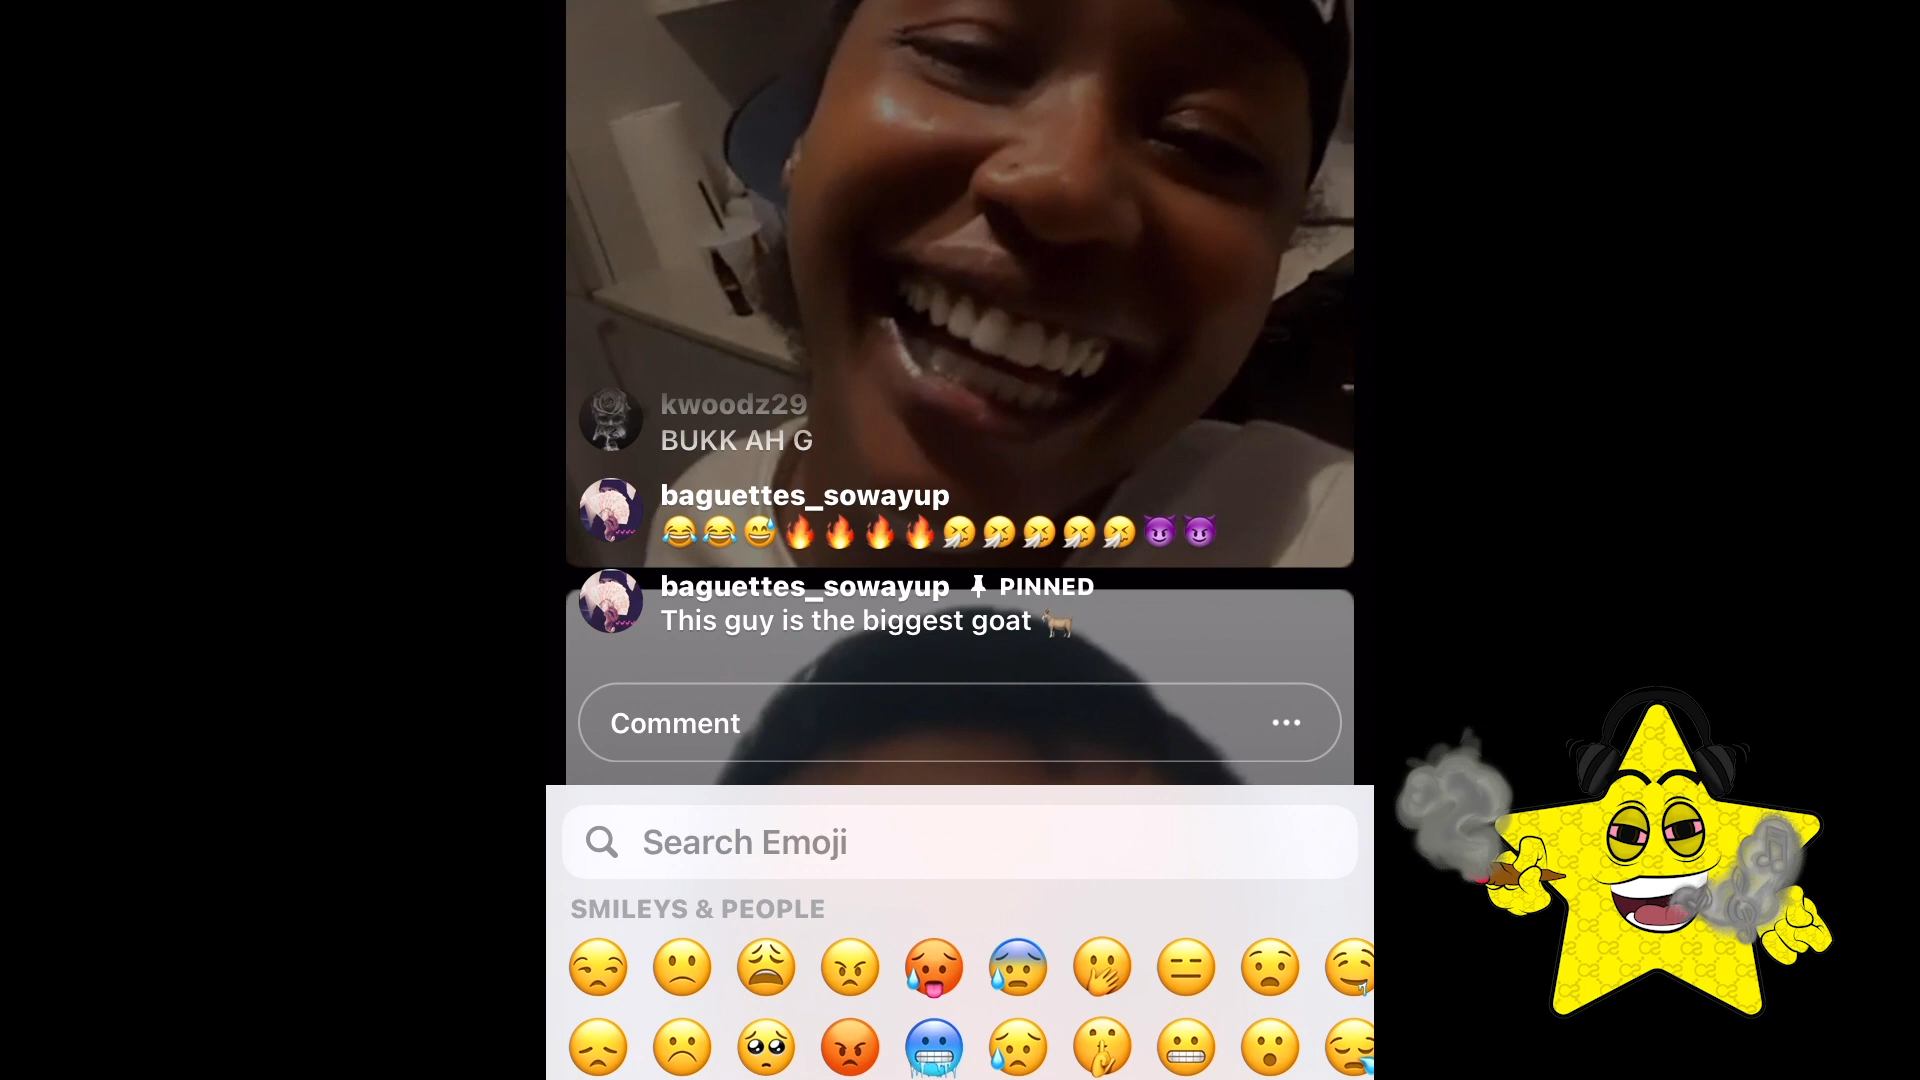 kwoodz29
BUKK AH G
baguettes_sowayup
😂😂😅🔥🔥🔥🔥🤧🤧🤧🤧🤧😈😈
baguettes_sowayup PINNED
This guy is the biggest goat 🐐
Comment
Search Emoji
SMILEYS & PEOPLE